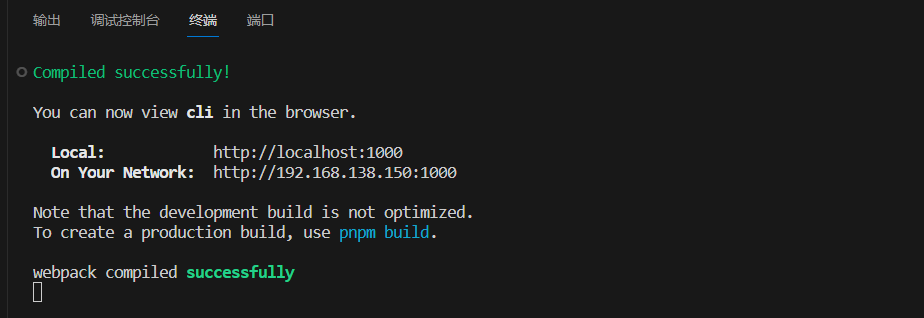 输出 调试控制台 终端 端口
Compiled successfully!
You can now view cli in the browser.
Local: http://localhost:1000
On Your Network: http://192.168.138.150:1000
Note that the development build is not optimized.
To create a production build, use pnpm build.
webpack compiled successfully